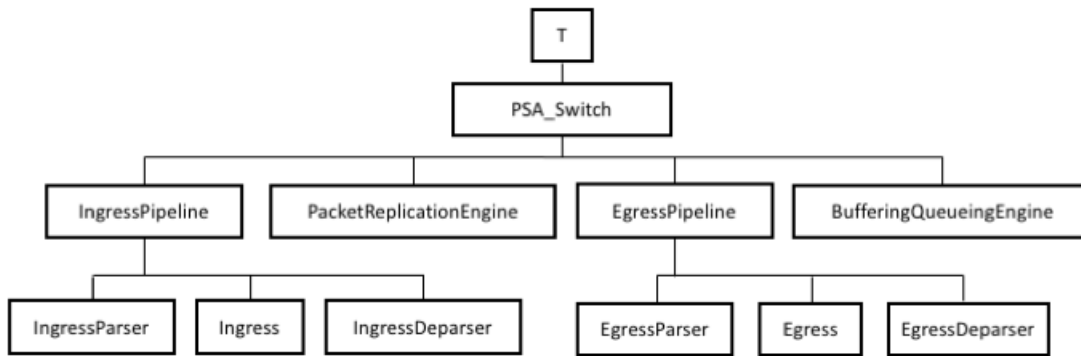 T
PSA_Switch
IngressPipeline
PacketReplicationEngine
EgressPipeline
BufferingQueueingEngine
IngressParser
Ingress
IngressDeparser
EgressParser
Egress
EgressDeparser